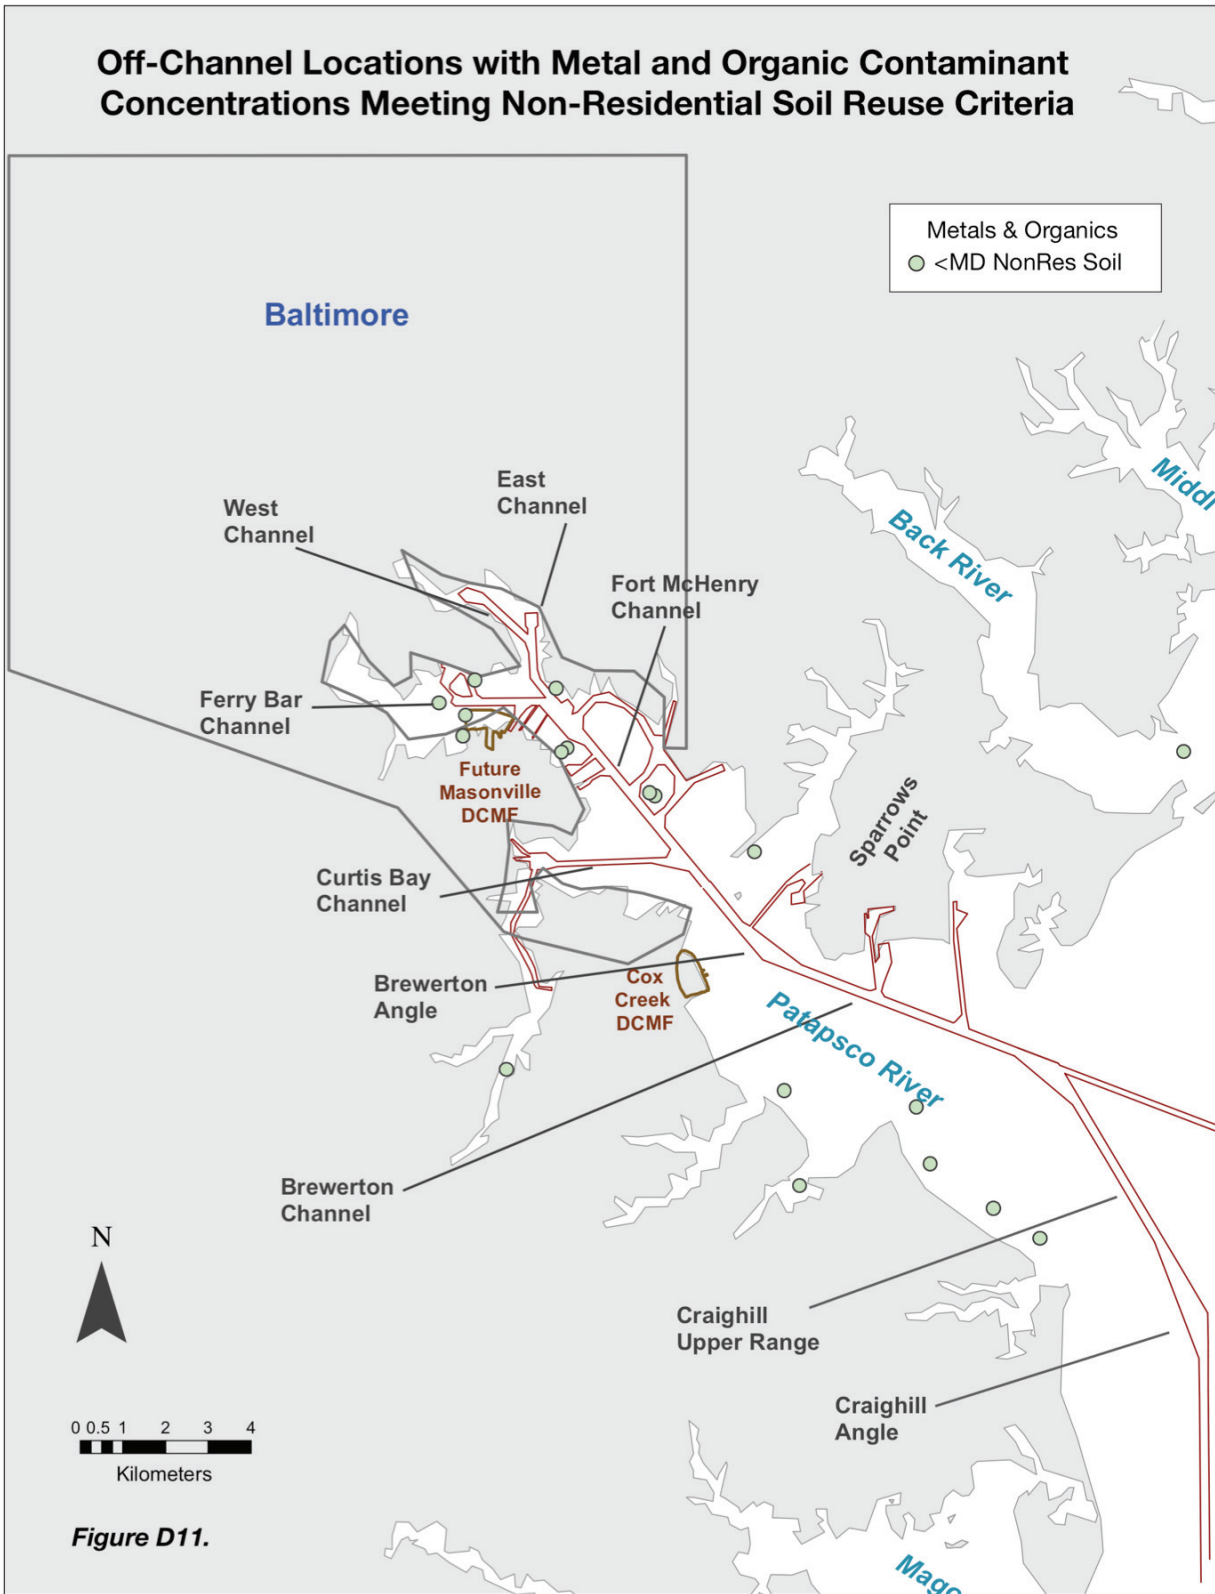 Off-Channel Locations with Metal and Organic Contaminant
Concentrations Meeting Non-Residential Soil Reuse Criteria
Metals & Organics
<MD NonRes Soil
Baltimore
Middl
East
Channel
West
Channel
Back River
Fort McHenry
Channel
Ferry Bar
Channel
Future
Masonville
DCMF
Sparrows
Point
Curtis Bay
Channel
Brewerton
Angle
Cox
Creek
DCMF
Patapsco River
Brewerton
Channel
N
Craighill
Upper Range
Craighill
Angle
0 0.5 1 2 3 4
Kilometers
Figure D11.
Mago